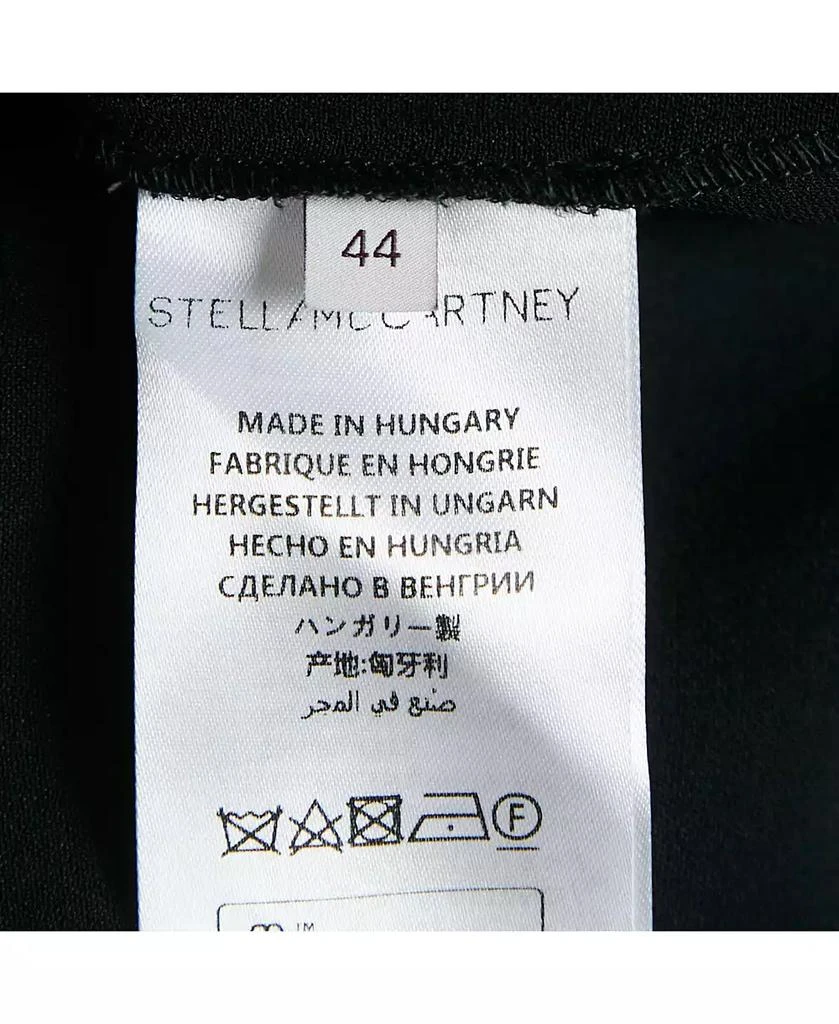 44
STELLAMCCARTNEY
MADE IN HUNGARY
FABRIQUE EN HONGRIE
HERGESTELLT IN UNGARN
HECHO EN HUNGRIA
СДЕЛАНО В ВЕНГРИИ
ハンガリー製
产地:匈牙利
صنع في المجر
F